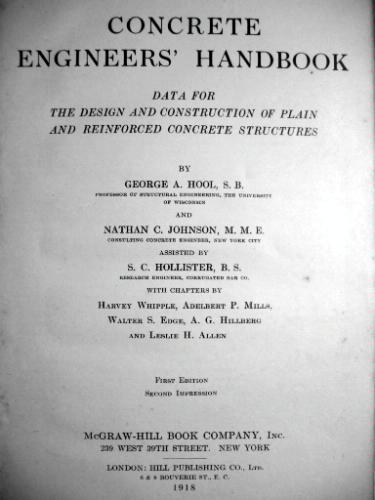 CONCRETE
ENGINEERS' HANDBOOK
DATA FOR
THE DESIGN AND CONSTRUCTION OF PLAIN
AND REINFORCED CONCRETE STRUCTURES
BY
GEORGE A. HOOL, S. B.
PROFESSOR OF STRUCTURAL ENGINEERING, THE UNIVERSITY
OF WISCONSIN
AND
NATHAN C. JOHNSON, M. M. E.
CONSULTING CONCRETE ENGINEER, NEW YORK CITY
ASSISTED BY
S. C. HOLLISTER, B. S.
RESEARCH ENGINEER, CORRUGATED BAR CO.
WITH CHAPTERS BY
HARVEY WHIPPLE, ADELBERT P. MILLS,
WALTER S. EDGE, A. G. HILLBERG
AND LESLIE H. ALLEN
FIRST EDITION
SECOND IMPRESSION
McGRAW-HILL BOOK COMPANY, INC.
239 WEST 39TH STREET. NEW YORK
LONDON: HILL PUBLISHING CO., LTD.
6 & 8 BOUVERIE ST., E. C.
1918